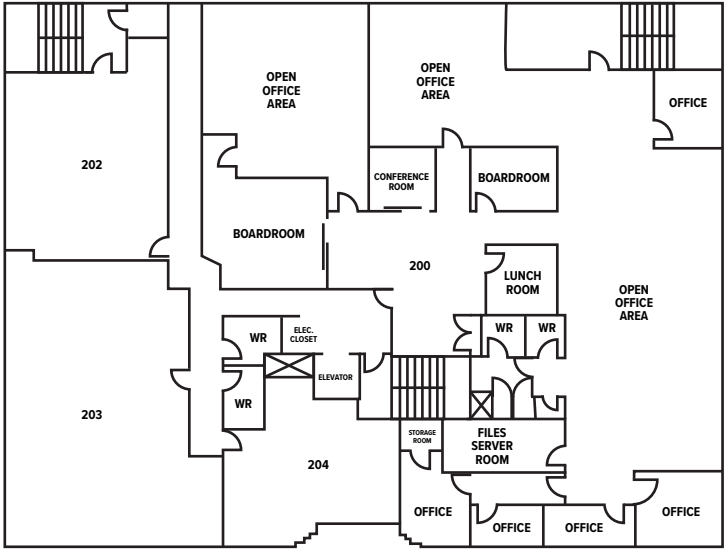 OPEN
OFFICE
AREA
OPEN
OFFICE
AREA
OFFICE
202
CONFERENCE
ROOM
BOARDROOM
BOARDROOM
200
LUNCH
ROOM
OPEN
OFFICE
AREA
WR
ELEC.
CLOSET
WR
WR
ELEVATOR
WR
203
STORAGE
ROOM
FILES
SERVER
ROOM
204
OFFICE
OFFICE
OFFICE
OFFICE